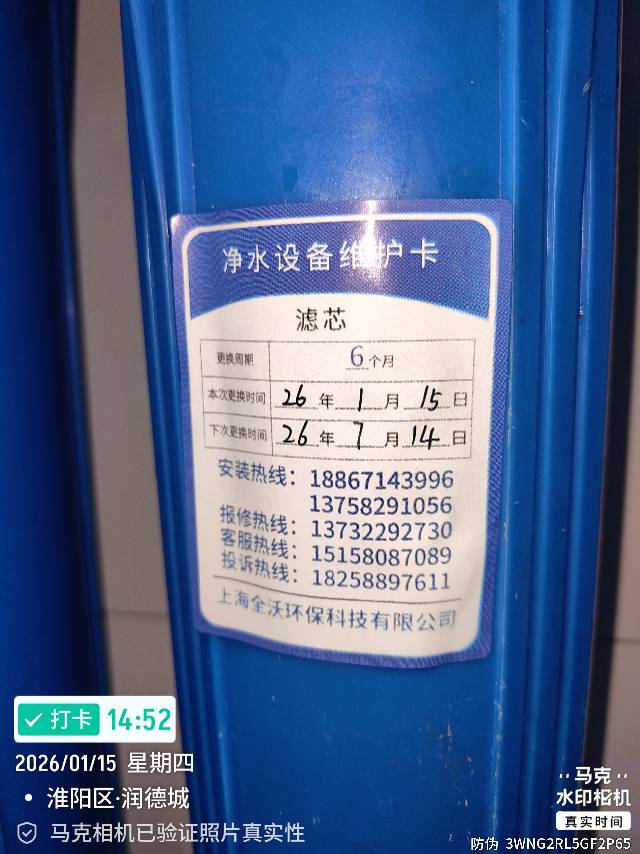 净水设备维护卡
滤芯
更换周期 6个月
本次更换时间 26年 1月 15日
下次更换时间 26年 7月 14日
安装热线：18867143996
13758291056
报修热线：13732292730
客服热线：15158087089
投诉热线：18258897611
上海全沃环保科技有限公司
打卡 14:52
2026/01/15 星期四
淮阳区·润德城
马克相机已验证照片真实性
马克
水印相机
真实时间
防伪 3WNG2RL5GF2P65